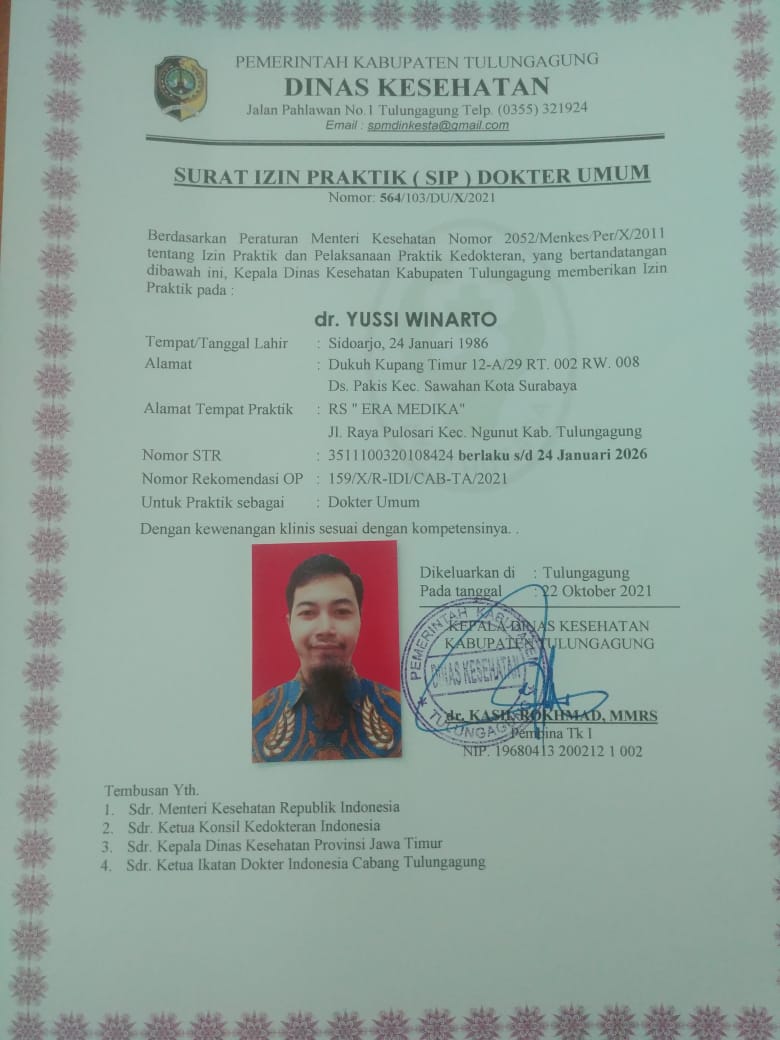 PEMERINTAH KABUPATEN TULUNGAGUNG
DINAS KESEHATAN
Jalan Pahlawan No.1 Tulungagung Telp. (0355) 321924
Email : spmdinkesta@gmail.com
SURAT IZIN PRAKTIK ( SIP ) DOKTER UMUM
Nomor: 564/103/DU/X/2021
Berdasarkan Peraturan Menteri Kesehatan Nomor 2052/Menkes/Per/X/2011
tentang Izin Praktik dan Pelaksanaan Praktik Kedokteran, yang bertandatangan
dibawah ini, Kepala Dinas Kesehatan Kabupaten Tulungagung memberikan Izin
Praktik pada :
dr. YUSSI WINARTO
Tempat/Tanggal Lahir : Sidoarjo, 24 Januari 1986
Alamat : Dukuh Kupang Timur 12-A/29 RT. 002 RW. 008
Ds. Pakis Kec. Sawahan Kota Surabaya
Alamat Tempat Praktik : RS " ERA MEDIKA"
Jl. Raya Pulosari Kec. Ngunut Kab. Tulungagung
Nomor STR : 3511100320108424 berlaku s/d 24 Januari 2026
Nomor Rekomendasi OP : 159/X/R-IDI/CAB-TA/2021
Untuk Praktik sebagai : Dokter Umum
Dengan kewenangan klinis sesuai dengan kompetensinya. .
Dikeluarkan di : Tulungagung
Pada tanggal : 22 Oktober 2021
KEPALA DINAS KESEHATAN
KABUPATEN TULUNGAGUNG
PEMERINTAH KABUPATEN
DINAS KESEHATAN
TULUNGAGUNG
dr. KASIL ROKHMAD, MMRS
Pembina Tk I
NIP. 19680413 200212 1 002
Tembusan Yth.
1. Sdr. Menteri Kesehatan Republik Indonesia
2. Sdr. Ketua Konsil Kedokteran Indonesia
3. Sdr. Kepala Dinas Kesehatan Provinsi Jawa Timur
4. Sdr. Ketua Ikatan Dokter Indonesia Cabang Tulungagung